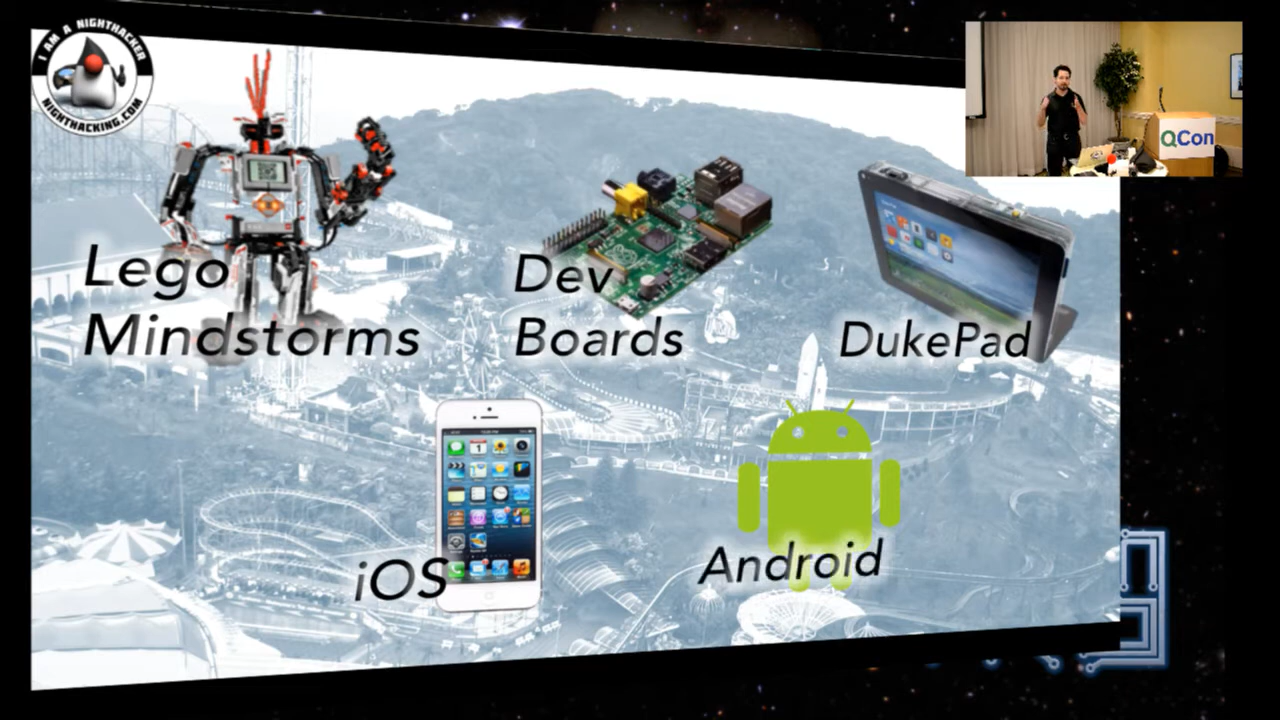 I AM A NIGHTHACKER
NIGHTHACKING.COM
QCon
Lego
Mindstorms
Dev
Boards
DukePad
iOS
Android